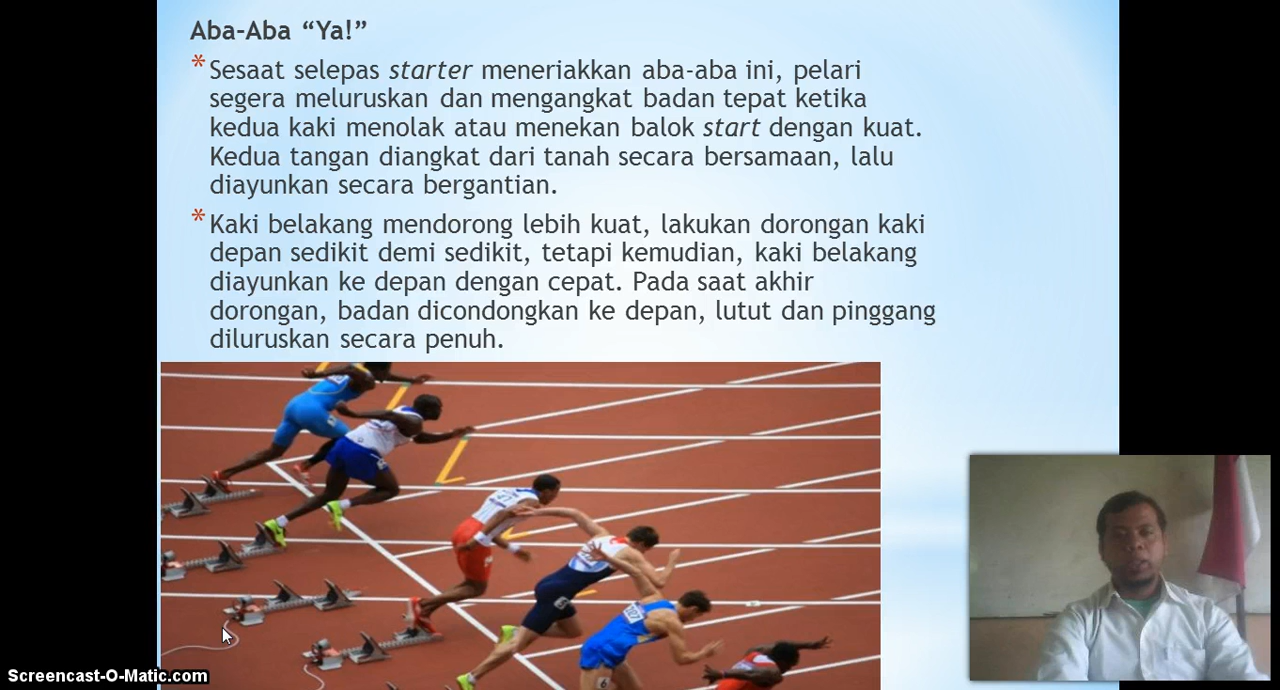 Aba-Aba “Ya!”
* Sesaat selepas starter meneriakkan aba-aba ini, pelari
segera meluruskan dan mengangkat badan tepat ketika
kedua kaki menolak atau menekan balok start dengan kuat.
Kedua tangan diangkat dari tanah secara bersamaan, lalu
diayunkan secara bergantian.
* Kaki belakang mendorong lebih kuat, lakukan dorongan kaki
depan sedikit demi sedikit, tetapi kemudian, kaki belakang
diayunkan ke depan dengan cepat. Pada saat akhir
dorongan, badan dicondongkan ke depan, lutut dan pinggang
diluruskan secara penuh.
Screencast-O-Matic.com